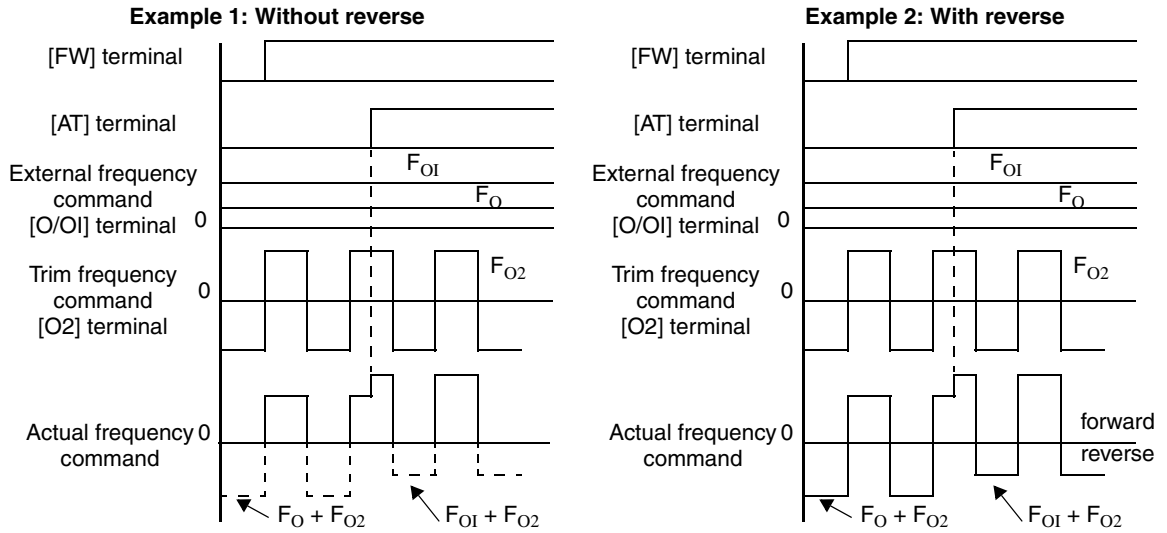 Example 1: Without reverse
[FW] terminal
[AT] terminal
External frequency
command
[O/OI] terminal
0
F_OI
F_O
Trim frequency
command
[O2] terminal
0
F_O2
Actual frequency
command
0
F_O + F_O2
F_OI + F_O2
Example 2: With reverse
[FW] terminal
[AT] terminal
External frequency
command
[O/OI] terminal
0
F_OI
F_O
Trim frequency
command
[O2] terminal
0
F_O2
Actual frequency
command
0
forward
reverse
F_O + F_O2
F_OI + F_O2